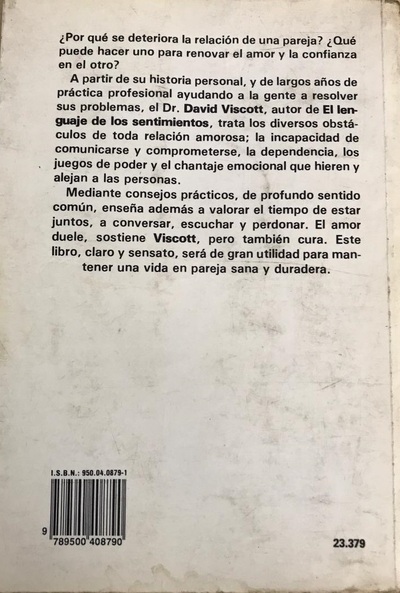 ¿Por qué se deteriora la relación de una pareja? ¿Qué
puede hacer uno para renovar el amor y la confianza
en el otro?
A partir de su historia personal, y de largos años de
práctica profesional ayudando a la gente a resolver
sus problemas, el Dr. David Viscott, autor de El len-
guaje de los sentimientos, trata los diversos obstá-
culos de toda relación amorosa; la incapacidad de
comunicarse y comprometerse, la dependencia, los
juegos de poder y el chantaje emocional que hieren y
alejan a las personas.
Mediante consejos prácticos, de profundo sentido
común, enseña además a valorar el tiempo de estar
juntos, a conversar, escuchar y perdonar. El amor
duele, sostiene Viscott, pero también cura. Este
libro, claro y sensato, será de gran utilidad para man-
tener una vida en pareja sana y duradera.
I.S.B.N.: 950.04.0879-1
9 789500 408790
23.379